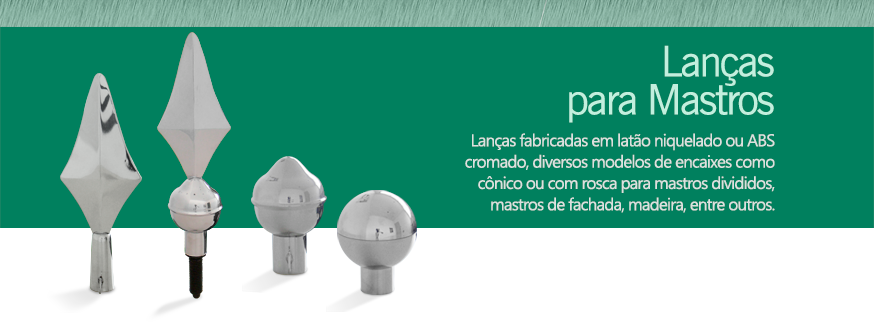 Lanças
para Mastros
Lanças fabricadas em latão niquelado ou ABS
cromado, diversos modelos de encaixes como
cônico ou com rosca para mastros divididos,
mastros de fachada, madeira, entre outros.